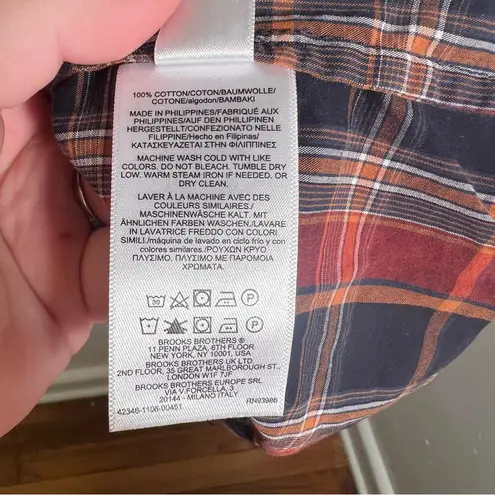 100% COTTON/COTON/BAUMWOLLE/
COTONE/algodon/BAMBAKI
MADE IN PHILIPPINES/FABRIQUÉ AUX
PHILIPPINES/AUF DEN PHILLIPINEN
HERGESTELLT/CONFEZIONATO NELLE
FILIPPINE/Hecho en Filipinas/
ΚΑΤΑΣΚΕΥΑΖΕΤΑΙ ΣΤΗΝ ΦΙΛΙΠΠΙΝΕΣ
MACHINE WASH COLD WITH LIKE
COLORS. DO NOT BLEACH. TUMBLE DRY
LOW. WARM STEAM IRON IF NEEDED. OR
DRY CLEAN.
LAVER À LA MACHINE AVEC DES
COULEURS SIMILAIRES./
MASCHINENWÄSCHE KALT. MIT
ÄHNLICHEN FARBEN WASCHEN./LAVARE
IN LAVATRICE FREDDO CON COLORI
SIMILI./máquina de lavado en ciclo frío y con
colores similares./ΡΟΥΧΩΝ ΚΡΥΟ
ΠΛΥΣΙΜΟ. ΠΛΥΣΙΜΟ ΜΕ ΠΑΡΟΜΟΙΑ
ΧΡΩΜΑΤΑ.
30 P
P
BROOKS BROTHERS ®
11 PENN PLAZA, 6TH FLOOR
NEW YORK, NY 10001, USA
BROOKS BROTHERS UK LTD
2ND FLOOR, 35 GREAT MARLBOROUGH ST.
LONDON W1F 7JF
BROOKS BROTHERS EUROPE SRL
VIA V.FORCELLA, 3
20144 - MILANO ITALY
42346-1106-00451 RN93986